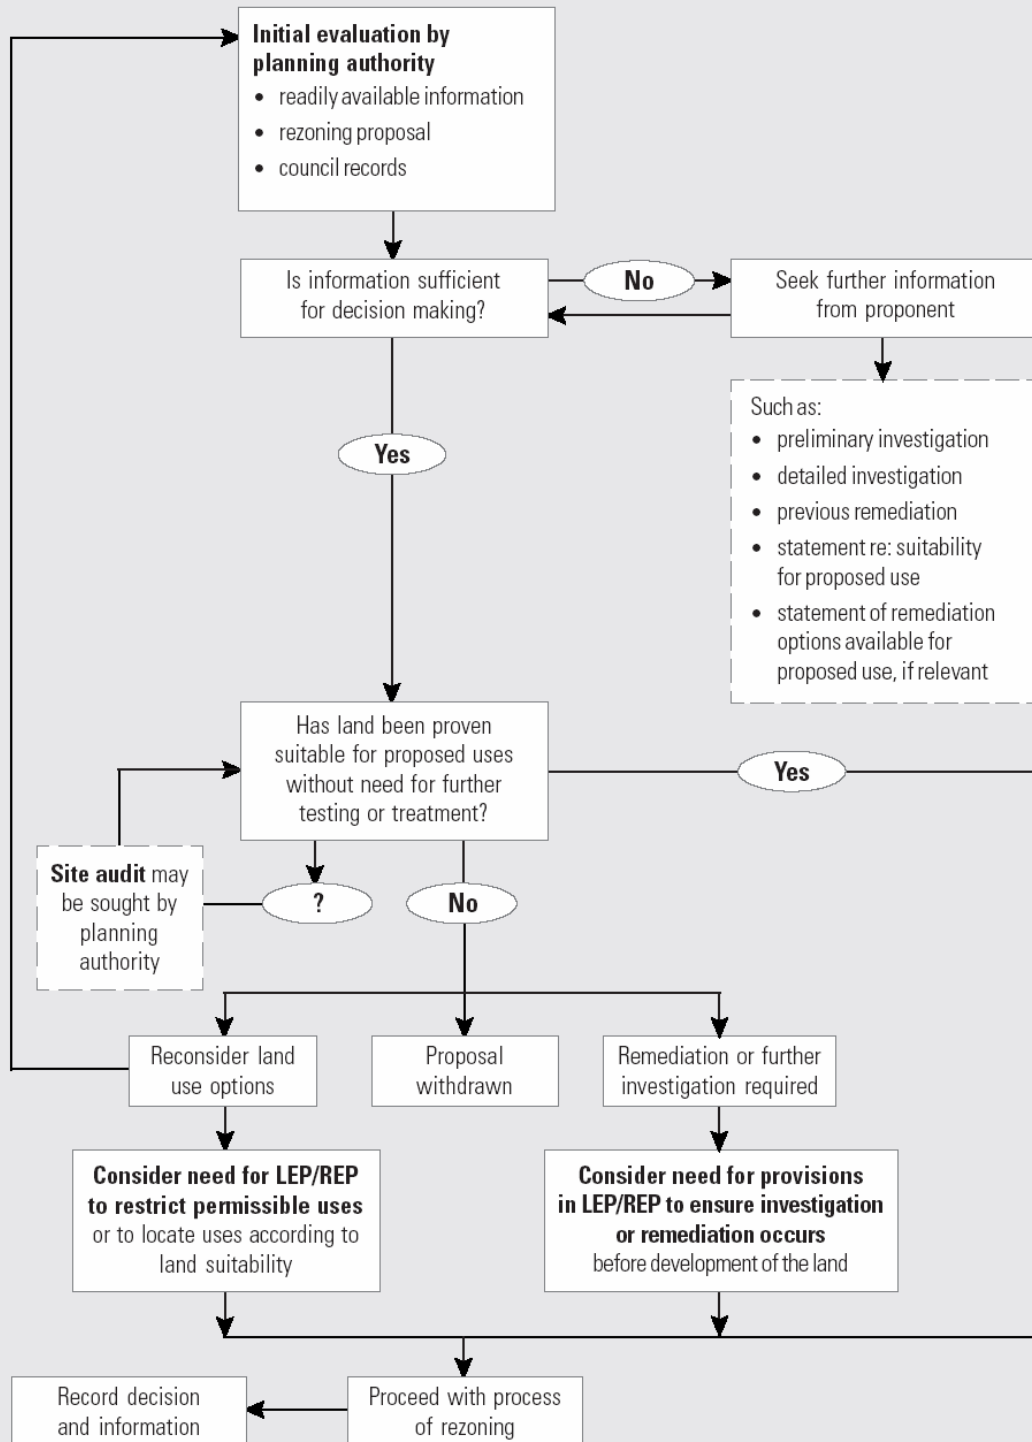 Initial evaluation by
planning authority
• readily available information
• rezoning proposal
• council records
Is information sufficient
for decision making?
No
Seek further information
from proponent
Such as:
• preliminary investigation
• detailed investigation
• previous remediation
• statement re: suitability
for proposed use
• statement of remediation
options available for
proposed use, if relevant
Yes
Has land been proven
suitable for proposed uses
without need for further
testing or treatment?
Yes
Site audit may
be sought by
planning
authority
?
No
Reconsider land
use options
Proposal
withdrawn
Remediation or further
investigation required
Consider need for LEP/REP
to restrict permissible uses
or to locate uses according to
land suitability
Consider need for provisions
in LEP/REP to ensure investigation
or remediation occurs
before development of the land
Record decision
and information
Proceed with process
of rezoning